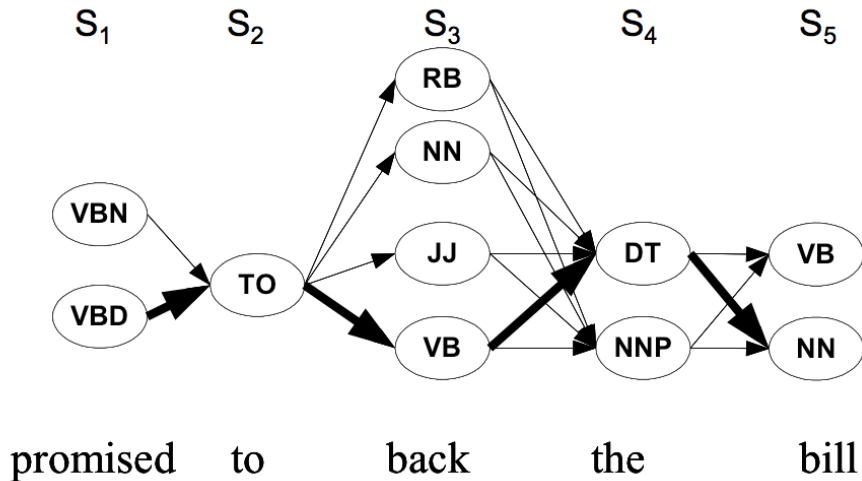 S₁ S₂ S₃ S₄ S₅
RB
NN
VBN
JJ DT VB
TO
VBD
VB NNP NN
promised to back the bill